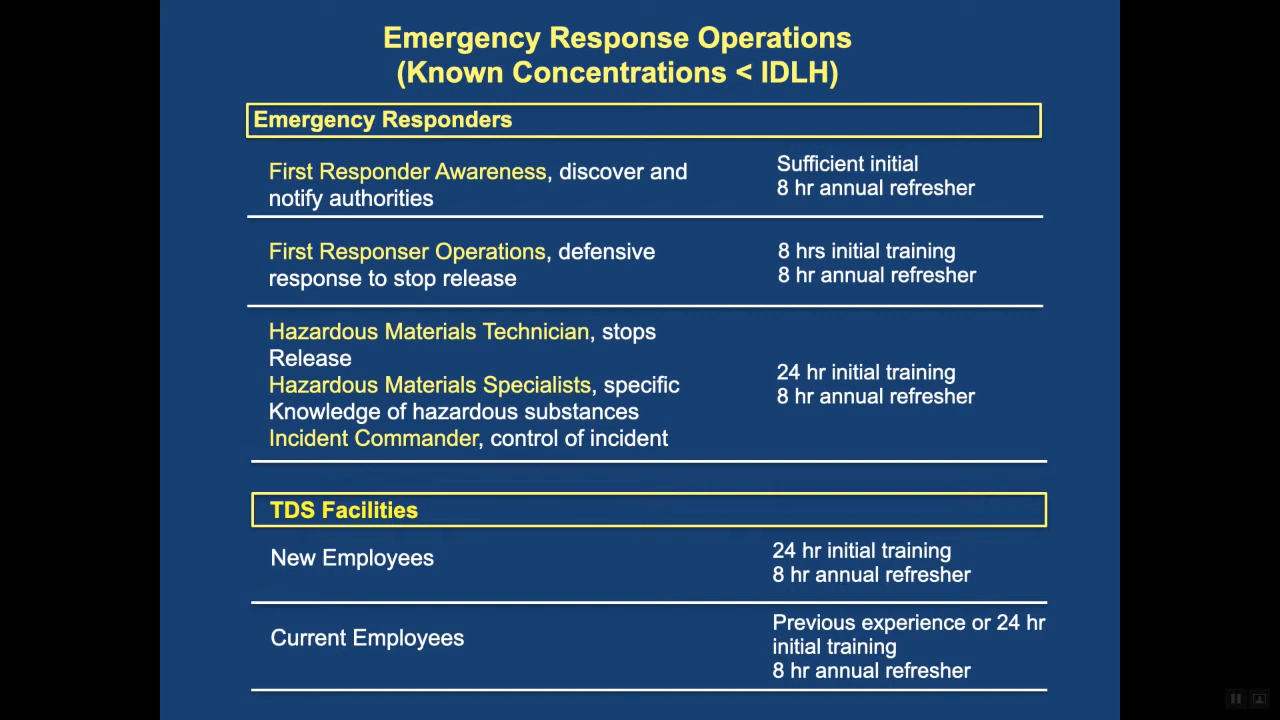 Emergency Response Operations
(Known Concentrations < IDLH)
Emergency Responders
First Responder Awareness, discover and
notify authorities
Sufficient initial
8 hr annual refresher
First Responser Operations, defensive
response to stop release
8 hrs initial training
8 hr annual refresher
Hazardous Materials Technician, stops
Release
Hazardous Materials Specialists, specific
Knowledge of hazardous substances
Incident Commander, control of incident
24 hr initial training
8 hr annual refresher
TDS Facilities
New Employees
24 hr initial training
8 hr annual refresher
Current Employees
Previous experience or 24 hr
initial training
8 hr annual refresher